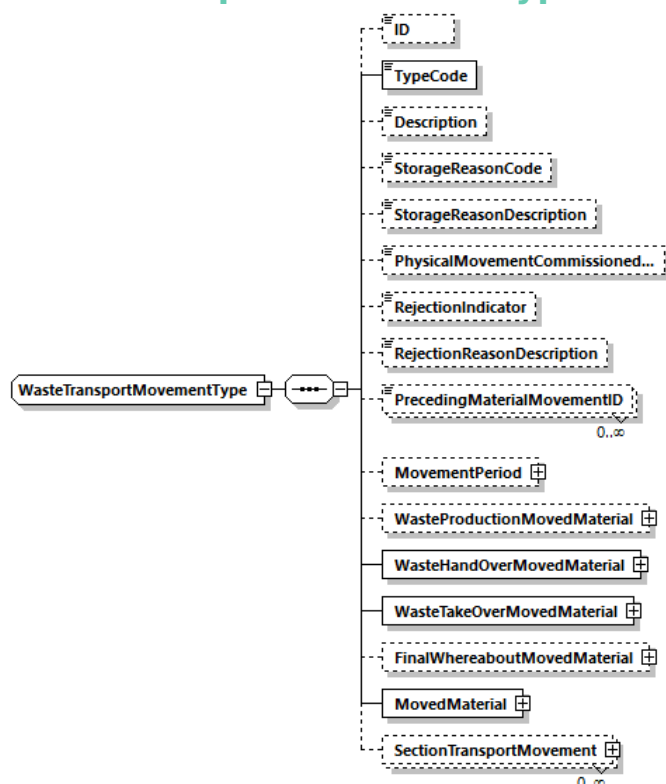 ID
TypeCode
Description
StorageReasonCode
StorageReasonDescription
PhysicalMovementCommissioned...
RejectionIndicator
RejectionReasonDescription
WasteTransportMovementType
PrecedingMaterialMovementID
0..∞
MovementPeriod
WasteProductionMovedMaterial
WasteHandOverMovedMaterial
WasteTakeOverMovedMaterial
FinalWhereaboutMovedMaterial
MovedMaterial
SectionTransportMovement
0..∞